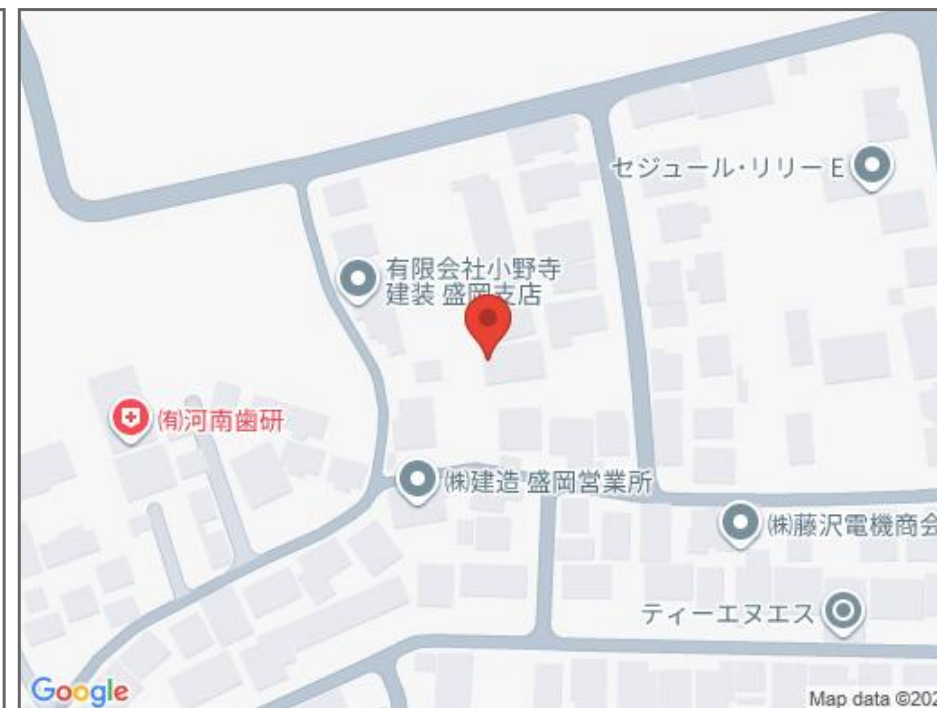 セジュール・リリー E
有限会社小野寺
建装 盛岡支店
㈲河南歯研
㈱建造 盛岡営業所
㈱藤沢電機商会
ティーエヌエス
Google
Map data ©202